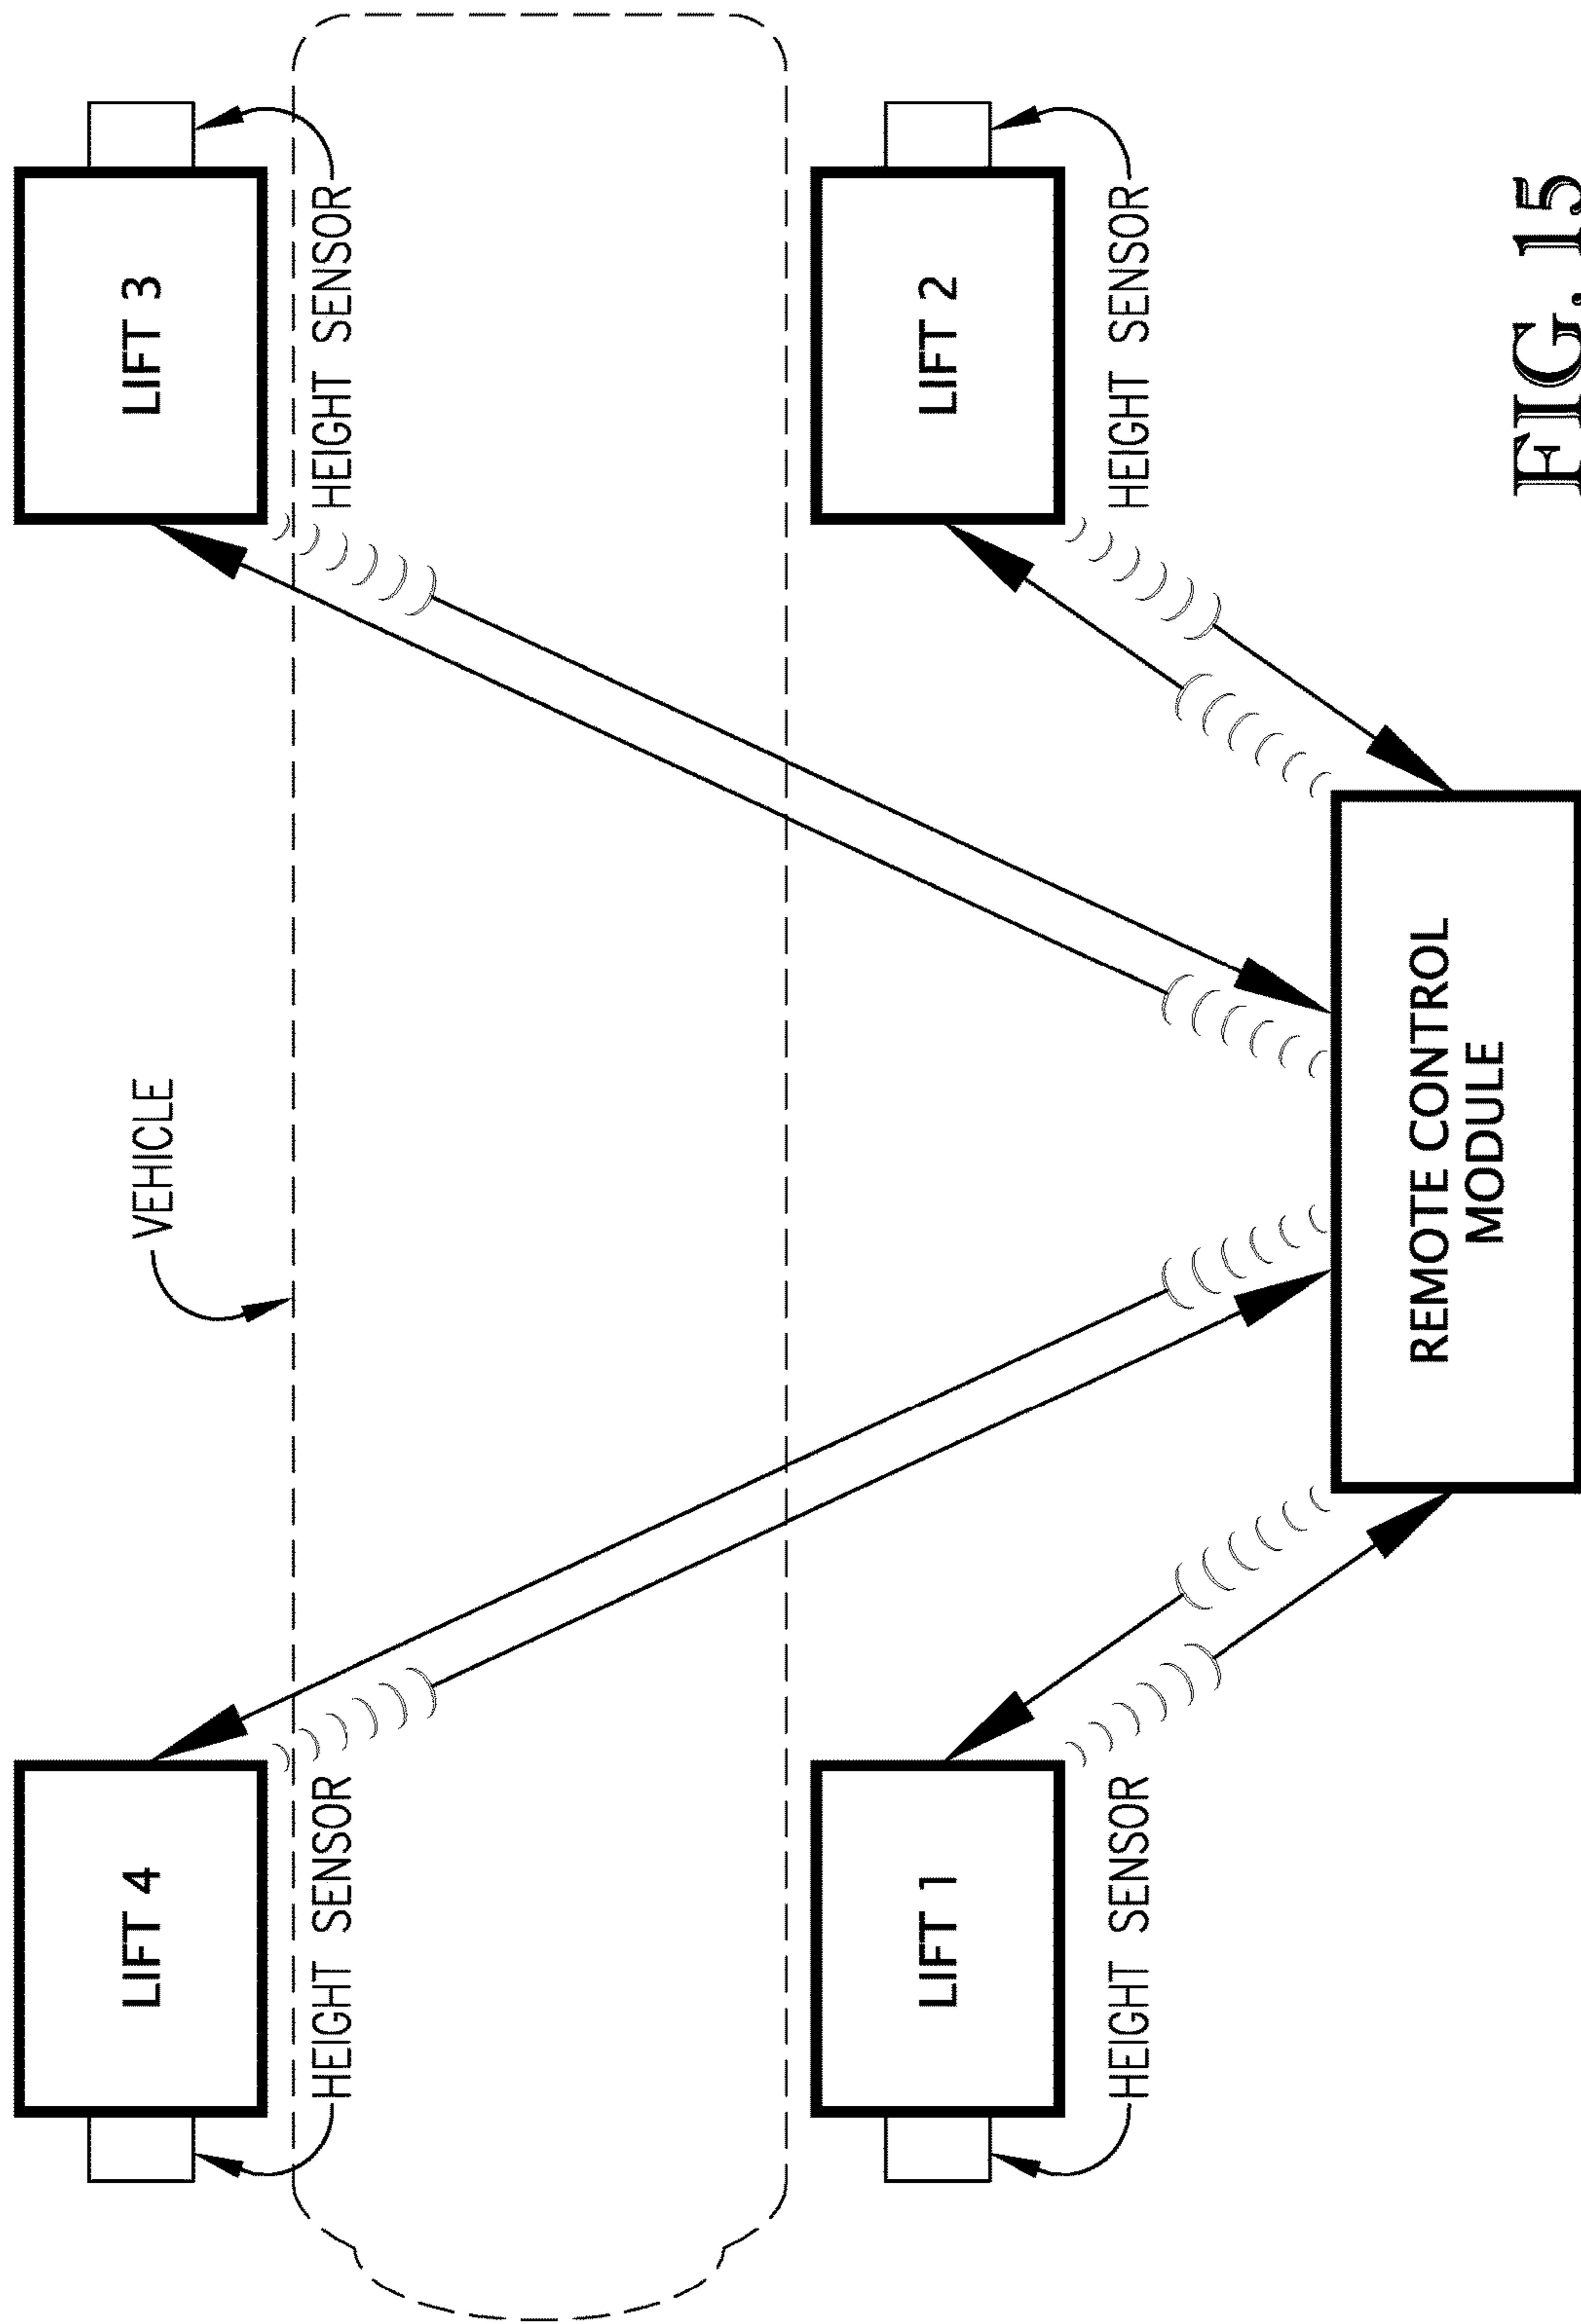 VEHICLE
LIFT 4
LIFT 3
HEIGHT SENSOR
HEIGHT SENSOR
LIFT 1
LIFT 2
HEIGHT SENSOR
HEIGHT SENSOR
REMOTE CONTROL
MODULE
FIG. 15